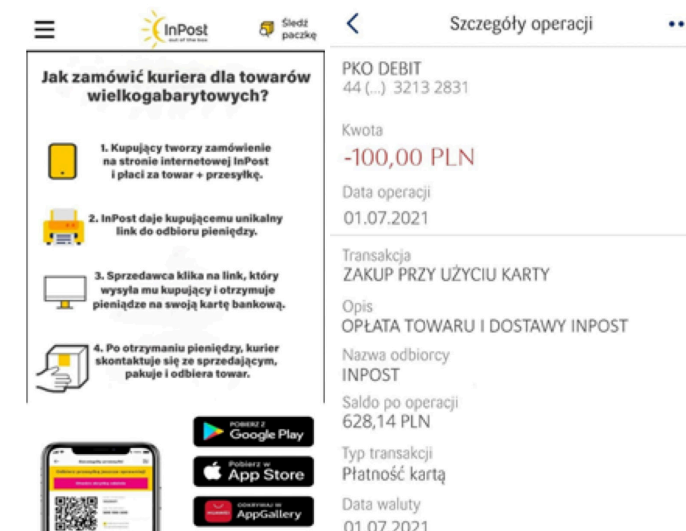 InPost
out of the box
Śledź
paczkę
Jak zamówić kuriera dla towarów
wielkogabarytowych?
1. Kupujący tworzy zamówienie
na stronie internetowej InPost
i płaci za towar + przesyłkę.
2. InPost daje kupującemu unikalny
link do odbioru pieniędzy.
3. Sprzedawca klika na link, który
wysyła mu kupujący i otrzymuje
pieniądze na swoją kartę bankową.
4. Po otrzymaniu pieniędzy, kurier
skontaktuje się ze sprzedającym,
pakuje i odbiera towar.
POBIERZ Z
Google Play
Pobierz w
App Store
ODKRYWAJ W
AppGallery
Szczegóły operacji
PKO DEBIT
44 (...) 3213 2831
Kwota
-100,00 PLN
Data operacji
01.07.2021
Transakcja
ZAKUP PRZY UŻYCIU KARTY
Opis
OPŁATA TOWARU I DOSTAWY INPOST
Nazwa odbiorcy
INPOST
Saldo po operacji
628,14 PLN
Typ transakcji
Płatność kartą
Data waluty
01.07.2021